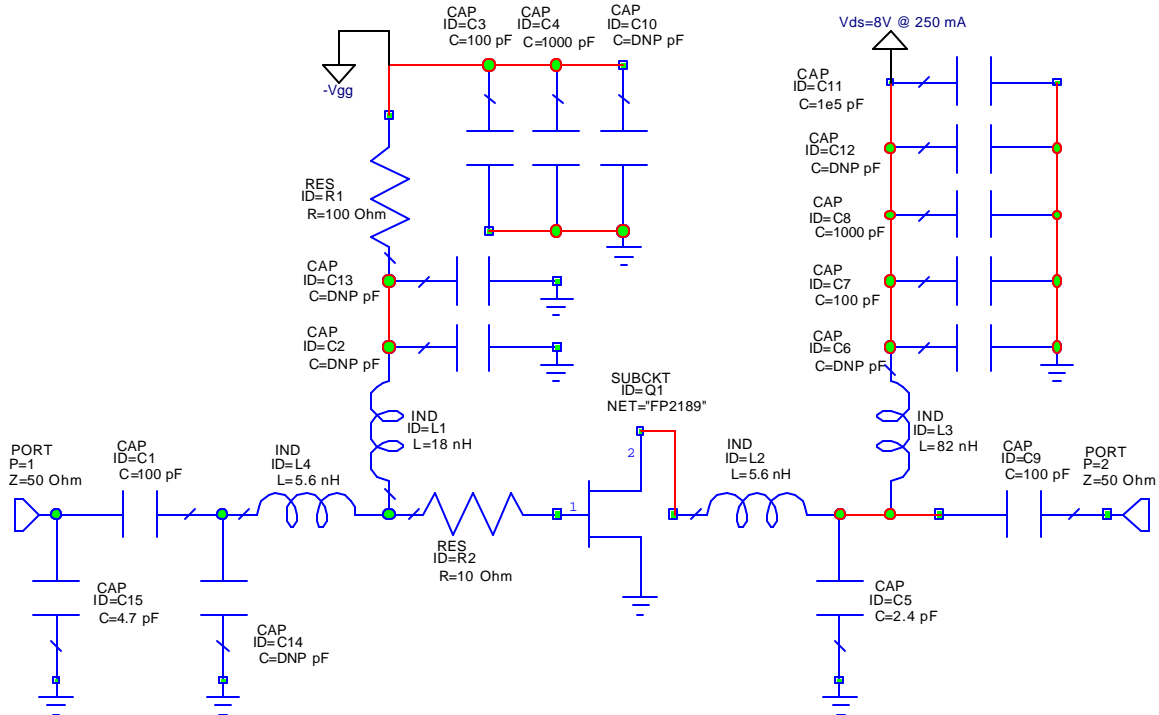 CAP
ID=C3
C=100 pF
CAP
ID=C4
C=1000 pF
CAP
ID=C10
C=DNP pF
Vds=8V @ 250 mA
-Vgg
CAP
ID=C11
C=1e5 pF
CAP
ID=C12
C=DNP pF
RES
ID=R1
R=100 Ohm
CAP
ID=C8
C=1000 pF
CAP
ID=C13
C=DNP pF
CAP
ID=C7
C=100 pF
CAP
ID=C2
C=DNP pF
CAP
ID=C6
C=DNP pF
SUBCKT
ID=Q1
NET="FP2189"
IND
ID=L1
L=18 nH
IND
ID=L3
L=82 nH
PORT
P=1
Z=50 Ohm
CAP
ID=C1
C=100 pF
IND
ID=L4
L=5.6 nH
2
1
IND
ID=L2
L=5.6 nH
CAP
ID=C9
C=100 pF
PORT
P=2
Z=50 Ohm
RES
ID=R2
R=10 Ohm
CAP
ID=C15
C=4.7 pF
CAP
ID=C14
C=DNP pF
CAP
ID=C5
C=2.4 pF